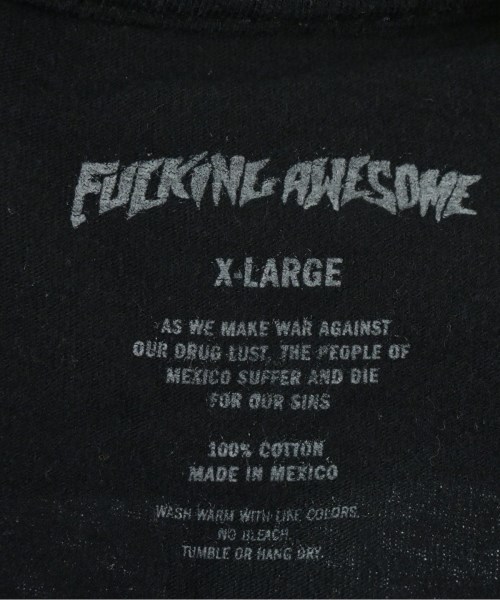 FUCKING AWESOME
X-LARGE
AS WE MAKE WAR AGAINST
OUR DRUG LUST, THE PEOPLE OF
MEXICO SUFFER AND DIE
FOR OUR SINS
100% COTTON
MADE IN MEXICO
WASH WARM WITH LIKE COLORS.
NO BLEACH.
TUMBLE OR HANG DRY.